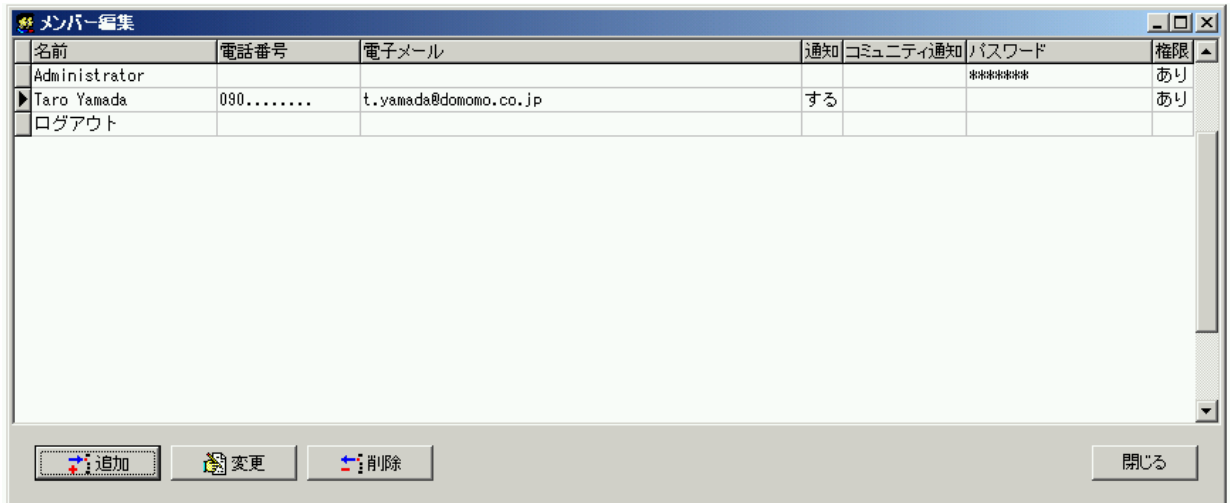 メンバー編集
名前 電話番号 電子メール 通知 コミュニティ通知 パスワード 権限
Administrator ******* あり
Taro Yamada 090........ t.yamada@domomo.co.jp する あり
ログアウト
追加 変更 削除 閉じる